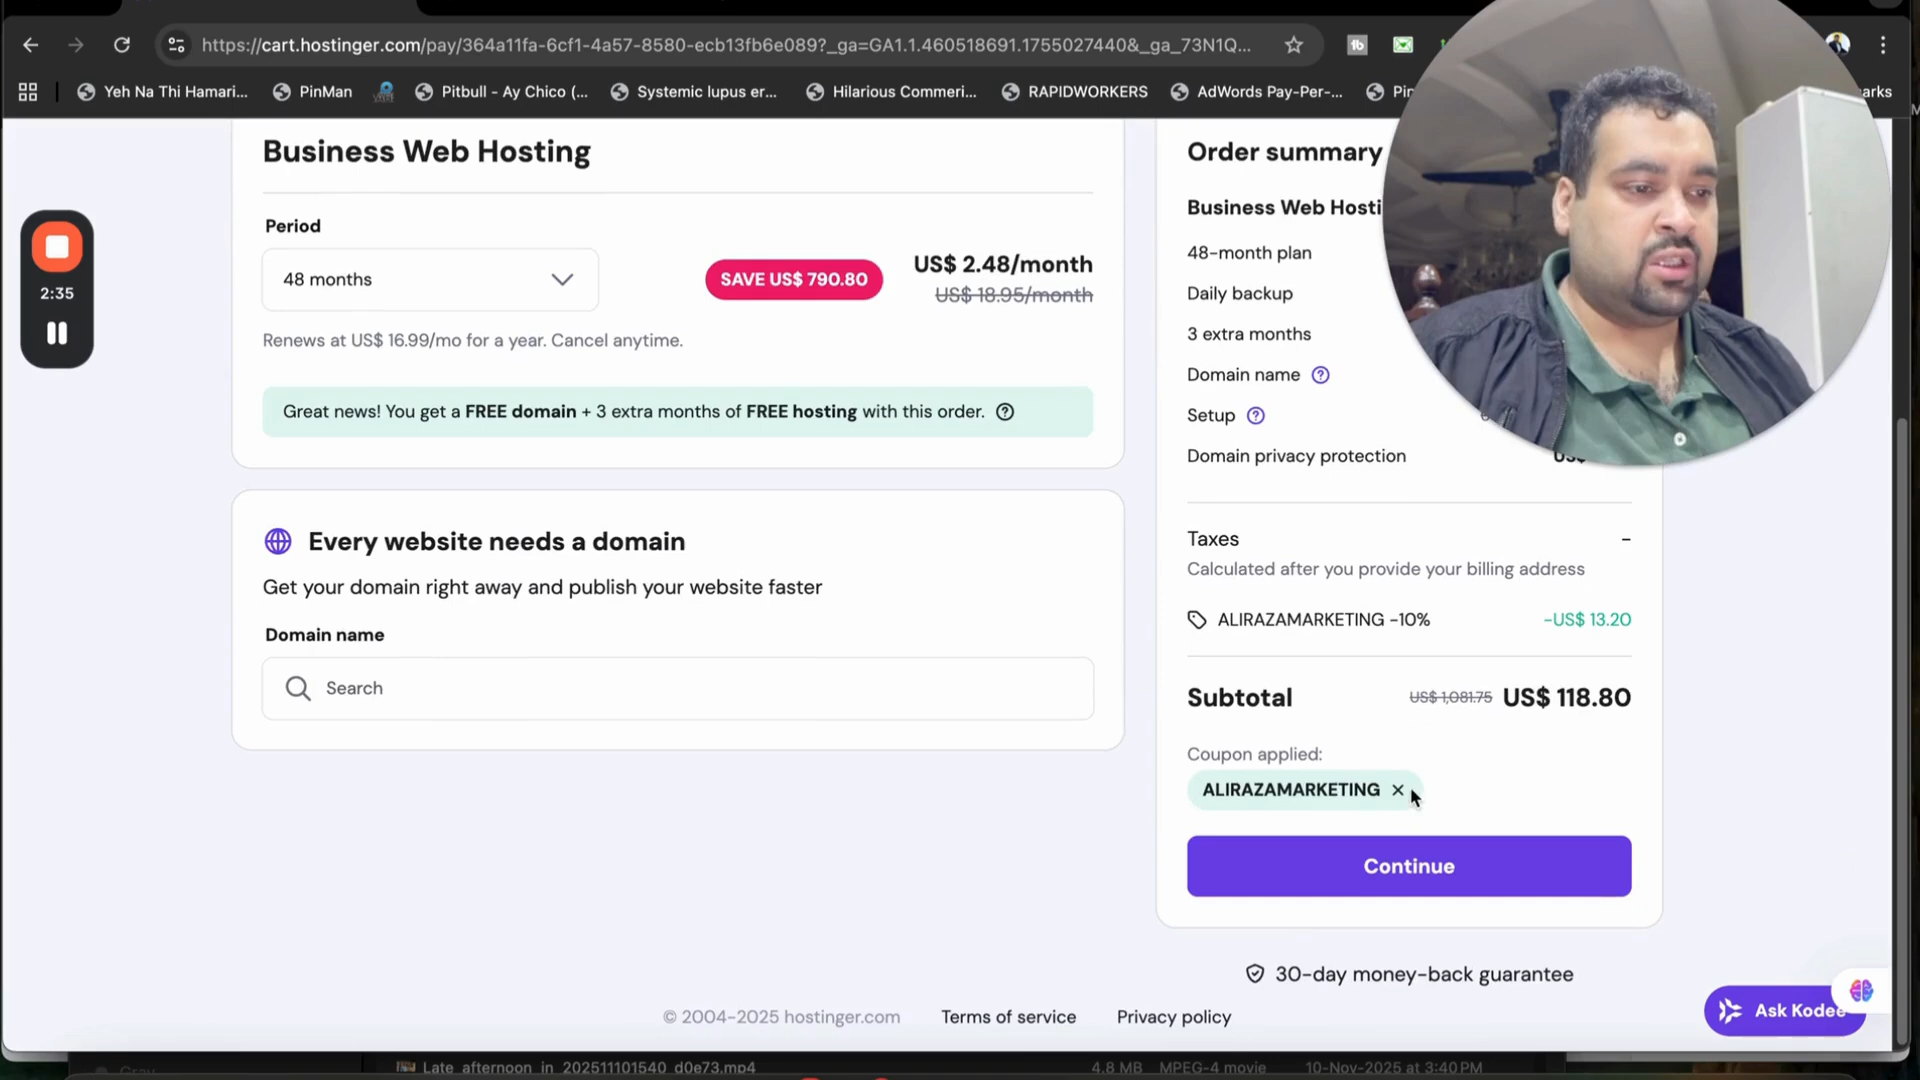 https://cart.hostinger.com/pay/364a11fa-6cf1-4a57-8580-ecb13fb6e089?_ga=GA1.1.460518691.1755027440&_ga_73N1Q...
Yeh Na Thi Hamari...
PinMan
Pitbull - Ay Chico (...
Systemic lupus er...
Hilarious Commeri...
RAPIDWORKERS
AdWords Pay-Per-...
2:35
Business Web Hosting
Period
48 months
SAVE US$ 790.80
US$ 2.48/month
US$ 18.95/month
Renews at US$ 16.99/mo for a year. Cancel anytime.
Great news! You get a FREE domain + 3 extra months of FREE hosting with this order.
Every website needs a domain
Get your domain right away and publish your website faster
Domain name
Search
Order summary
Business Web Hosti
48-month plan
Daily backup
3 extra months
Domain name
Setup
Domain privacy protection US$
Taxes -
Calculated after you provide your billing address
ALIRAZAMARKETING -10% -US$ 13.20
Subtotal US$ 1,081.75 US$ 118.80
Coupon applied:
ALIRAZAMARKETING
Continue
30-day money-back guarantee
© 2004-2025 hostinger.com Terms of service Privacy policy
Ask Kodee
Late_afternoon_in_202511101540_d0e73.mp4 4.8 MB MPEG-4 movie 10-Nov-2025 at 3:40 PM